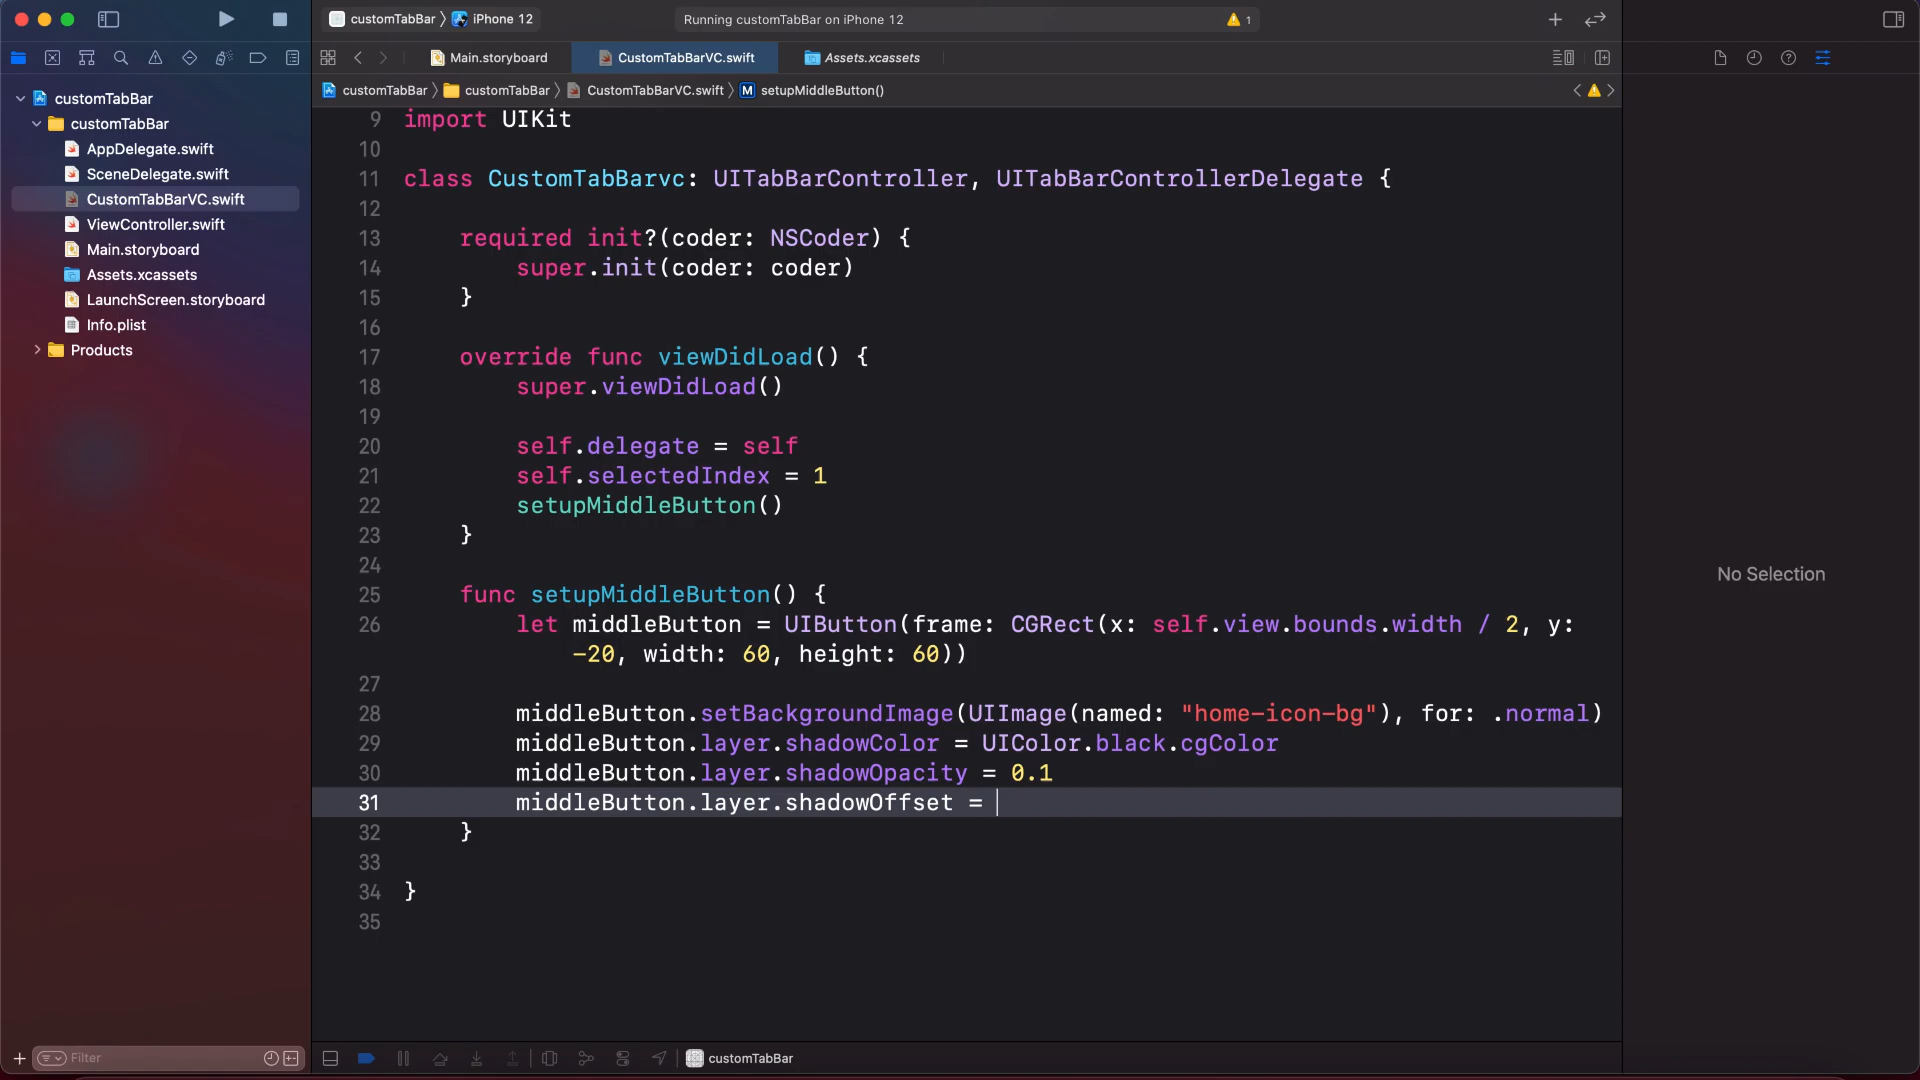 customTabBar 〉 iPhone 12
Running customTabBar on iPhone 12
1
Main.storyboard
CustomTabBarVC.swift
Assets.xcassets
customTabBar 〉 customTabBar 〉 CustomTabBarVC.swift 〉 M setupMiddleButton()
customTabBar
customTabBar
AppDelegate.swift
SceneDelegate.swift
CustomTabBarVC.swift
ViewController.swift
Main.storyboard
Assets.xcassets
LaunchScreen.storyboard
Info.plist
Products
9 import UIKit
10
11 class CustomTabBarvc: UITabBarController, UITabBarControllerDelegate {
12
13 required init?(coder: NSCoder) {
14 super.init(coder: coder)
15 }
16
17 override func viewDidLoad() {
18 super.viewDidLoad()
19
20 self.delegate = self
21 self.selectedIndex = 1
22 setupMiddleButton()
23 }
24
25 func setupMiddleButton() {
26 let middleButton = UIButton(frame: CGRect(x: self.view.bounds.width / 2, y:
-20, width: 60, height: 60))
27
28 middleButton.setBackgroundImage(UIImage(named: "home-icon-bg"), for: .normal)
29 middleButton.layer.shadowColor = UIColor.black.cgColor
30 middleButton.layer.shadowOpacity = 0.1
31 middleButton.layer.shadowOffset =
32 }
33
34 }
35
No Selection
Filter
customTabBar